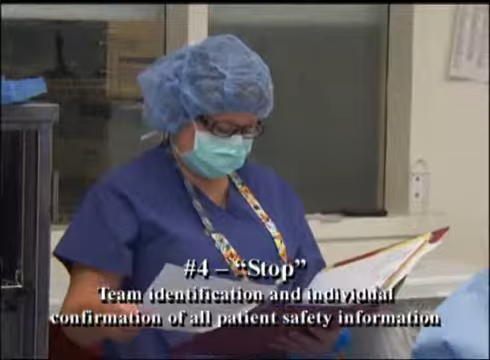 #4 – “Stop”
Team identification and individual
confirmation of all patient safety information